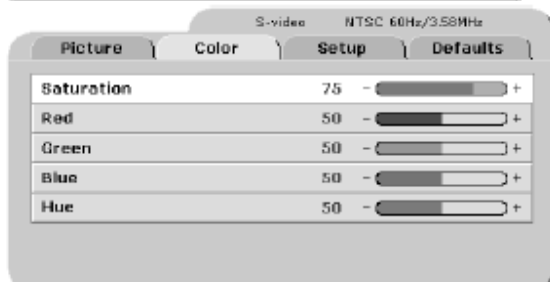 S-video NTSC 60Hz/3.58MHz
Picture Color Setup Defaults
Saturation 75 - +
Red 50 - +
Green 50 - +
Blue 50 - +
Hue 50 - +